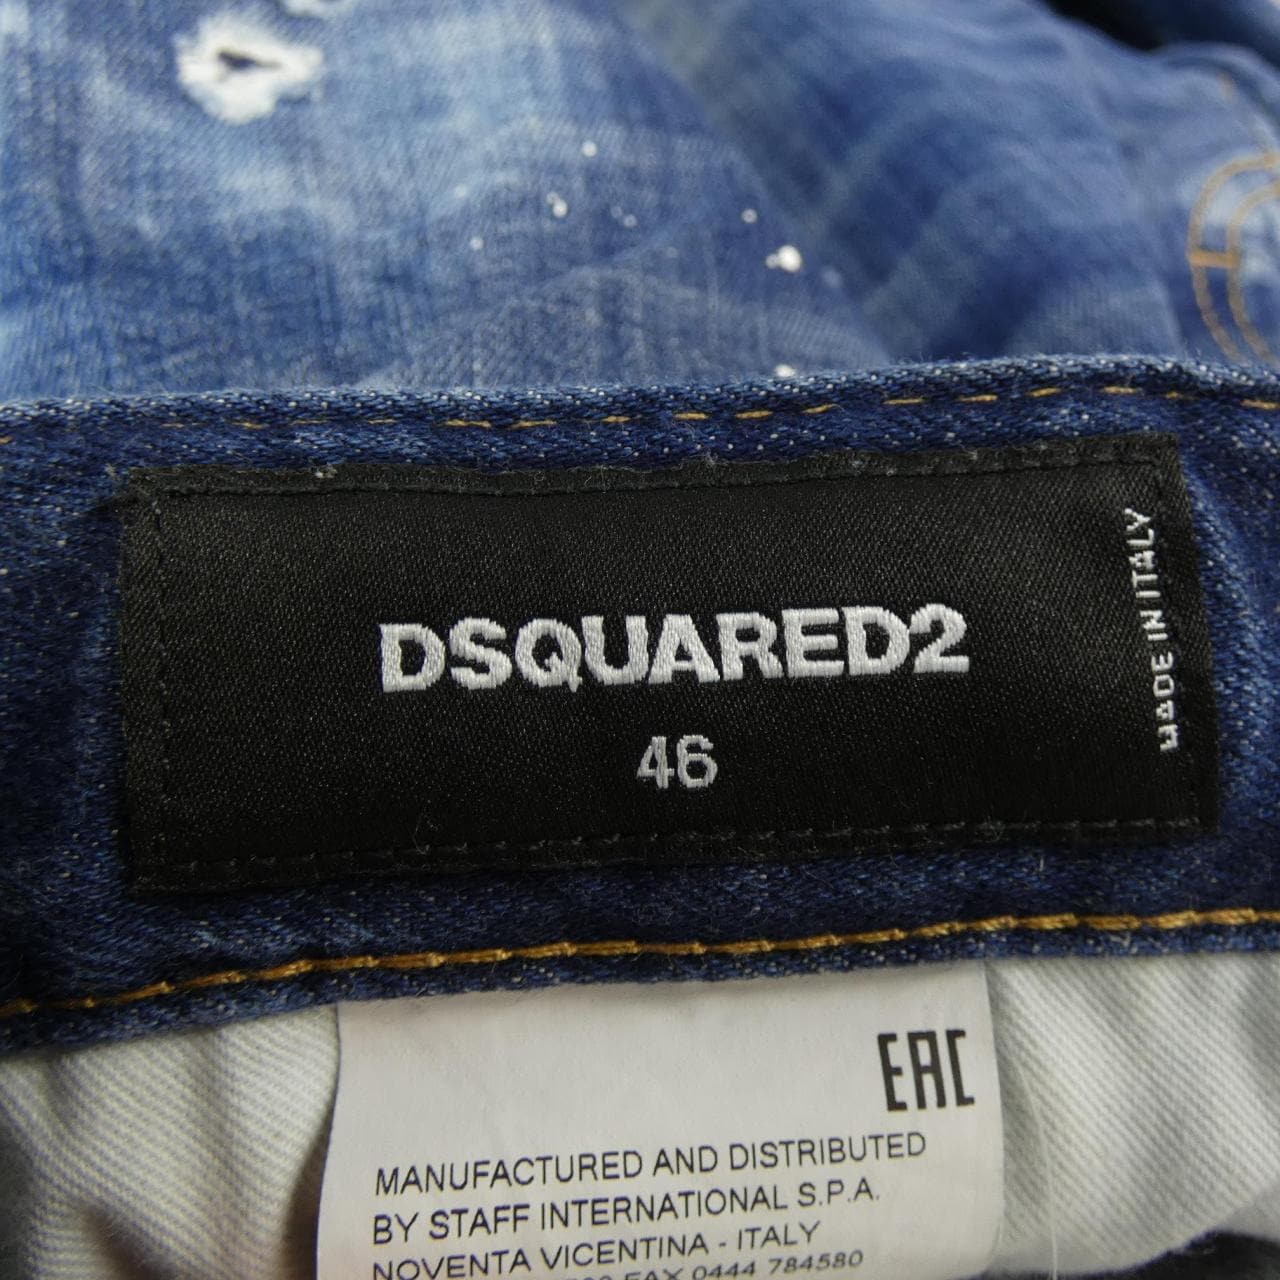 DSQUARED2
46
MADE IN ITALY
EAC
MANUFACTURED AND DISTRIBUTED
BY STAFF INTERNATIONAL S.P.A.
NOVENTA VICENTINA - ITALY
FAX 0444 784580